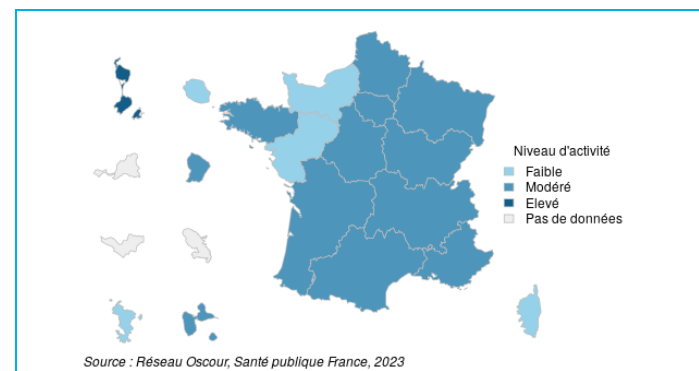 Niveau d'activité
Faible
Modéré
Elevé
Pas de données
Source : Réseau Oscour, Santé publique France, 2023